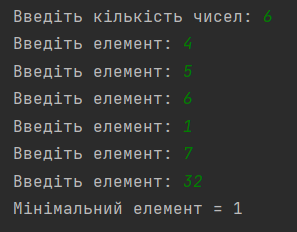 Введіть кількість чисел: 6
Введіть елемент: 4
Введіть елемент: 5
Введіть елемент: 6
Введіть елемент: 1
Введіть елемент: 7
Введіть елемент: 32
Мінімальний елемент = 1